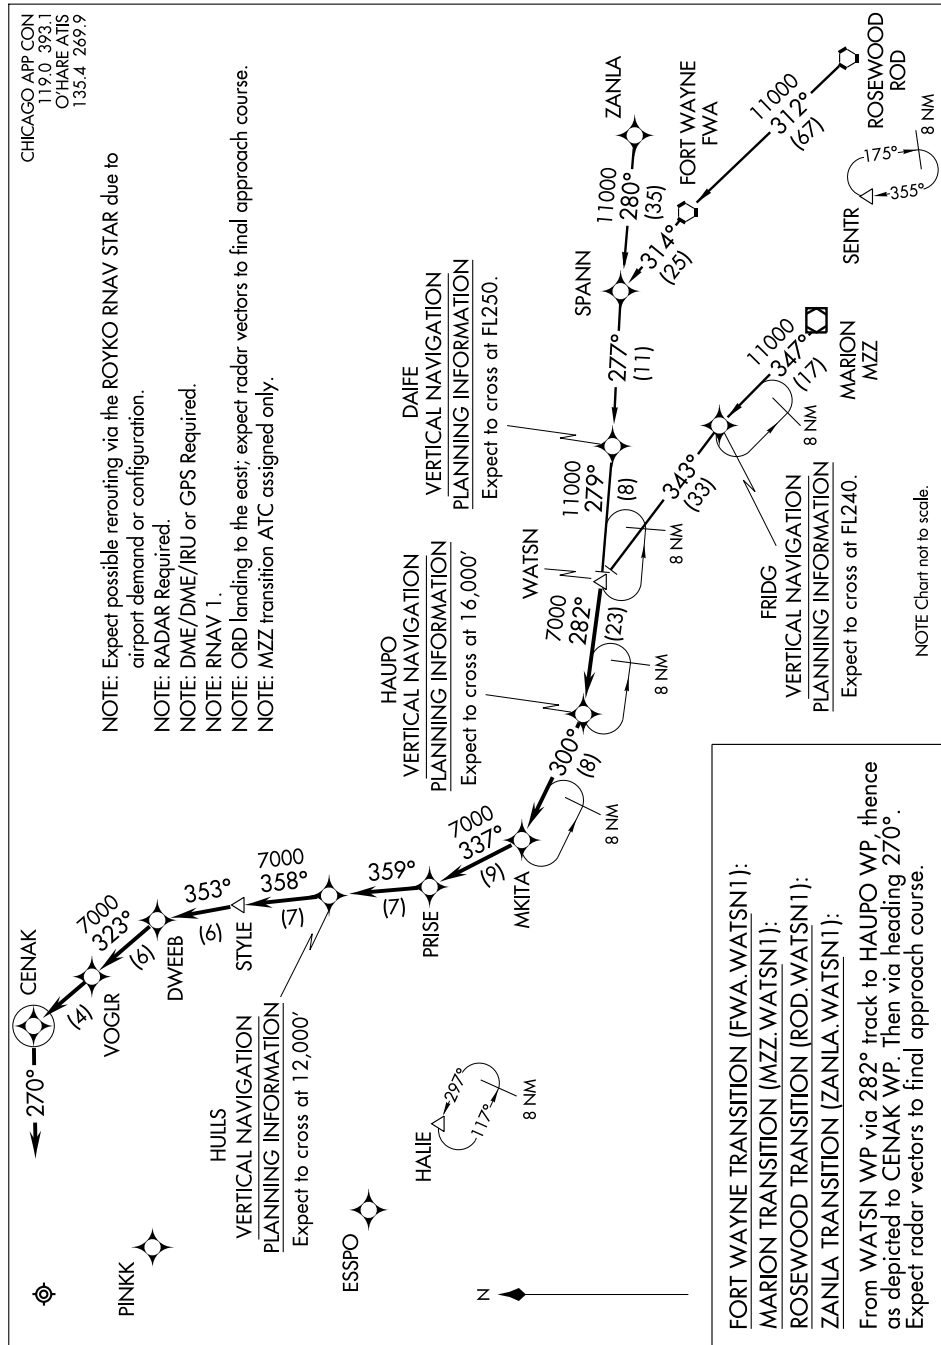 CHICAGO APP CON
119.0 393.1
O'HARE ATIS
135.4 269.9
NOTE: Expect possible rerouting via the ROYKO RNAV STAR due to
airport demand or configuration.
NOTE: RADAR Required.
NOTE: DME/DME/IRU or GPS Required.
NOTE: RNAV 1.
NOTE: ORD landing to the east; expect radar vectors to final approach course.
NOTE: MZZ transition ATC assigned only.
270°
CENAK
(4)
VOGLR
7000
323°
(6)
DWEEB
353°
(6)
STYLE
7000
358°
(7)
HULLS
VERTICAL NAVIGATION
PLANNING INFORMATION
Expect to cross at 12,000'
359°
(7)
PRISE
7000
337°
(9)
MKITA
8 NM
300°
(8)
HAUPO
VERTICAL NAVIGATION
PLANNING INFORMATION
Expect to cross at 16,000'
8 NM
7000
282°
(23)
WATSN
8 NM
11000
279°
(8)
DAIFE
VERTICAL NAVIGATION
PLANNING INFORMATION
Expect to cross at FL250.
277°
(11)
SPANN
11000
280°
(35)
ZANLA
314°
(25)
FORT WAYNE
FWA
11000
312°
(67)
ROSEWOOD
ROD
343°
(33)
FRIDG
VERTICAL NAVIGATION
PLANNING INFORMATION
Expect to cross at FL240.
8 NM
11000
347°
(17)
MARION
MZZ
SENTR
175°
355°
8 NM
PINKK
ESSPO
HALIE
297°
117°
8 NM
N
NOTE Chart not to scale.
FORT WAYNE TRANSITION (FWA.WATSN1):
MARION TRANSITION (MZZ.WATSN1):
ROSEWOOD TRANSITION (ROD.WATSN1):
ZANLA TRANSITION (ZANLA.WATSN1):
From WATSN WP via 282° track to HAUPO WP, thence
as depicted to CENAK WP. Then via heading 270°.
Expect radar vectors to final approach course.